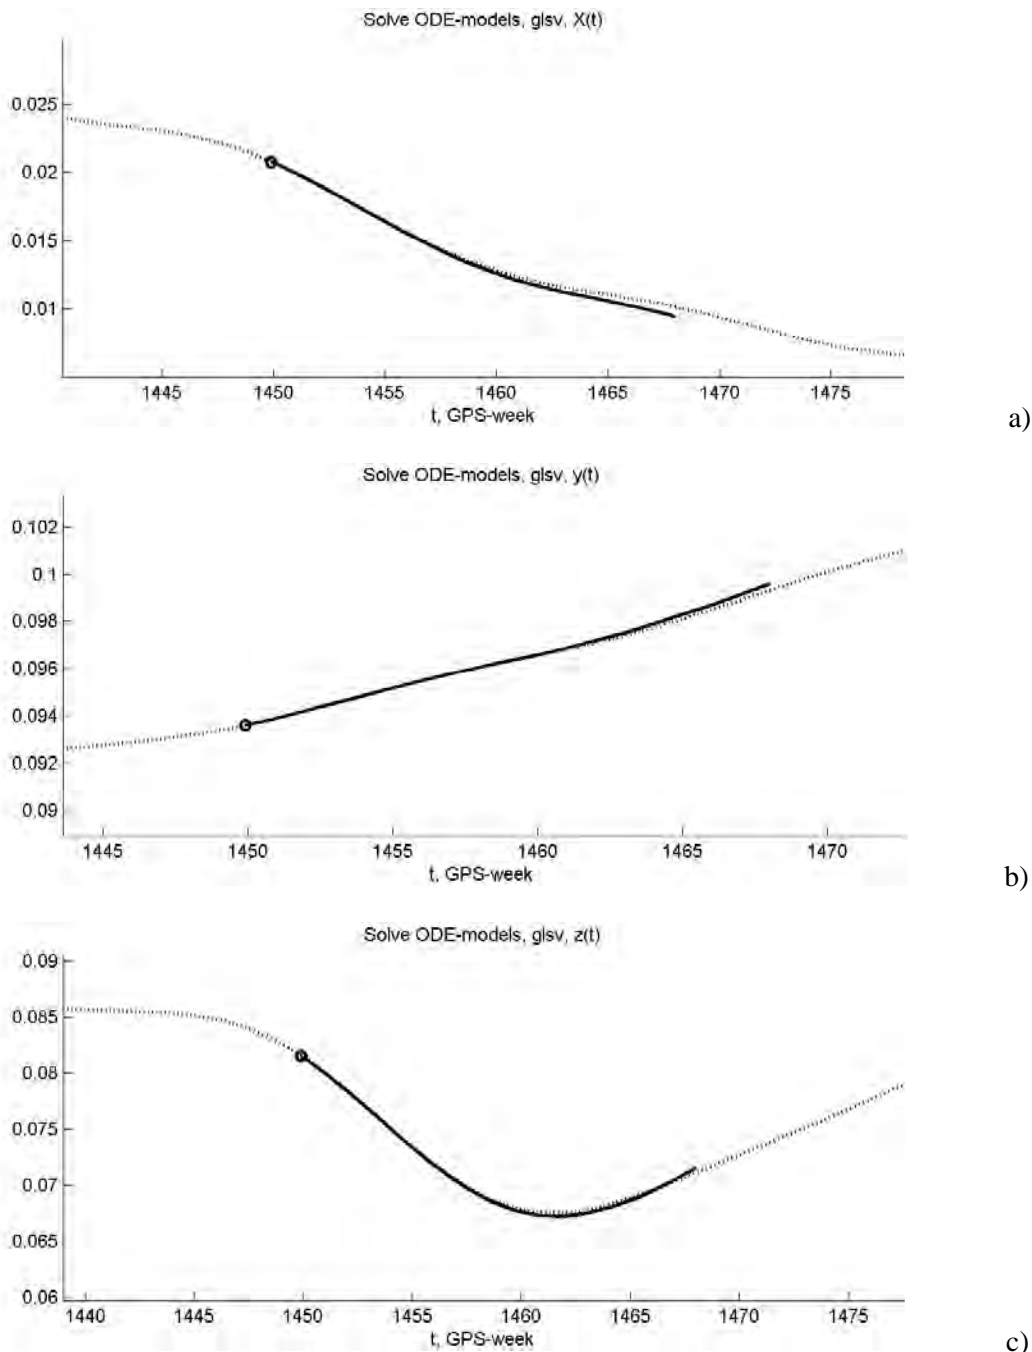 Solve ODE-models, glsv, X(t)
0.025
0.02
0.015
0.01
1445 1450 1455 1460 1465 1470 1475
t, GPS-week
a)
Solve ODE-models, glsv, y(t)
0.102
0.1
0.098
0.096
0.094
0.092
0.09
1445 1450 1455 1460 1465 1470
t, GPS-week
b)
Solve ODE-models, glsv, z(t)
0.09
0.085
0.08
0.075
0.07
0.065
0.06
1440 1445 1450 1455 1460 1465 1470 1475
t, GPS-week
c)